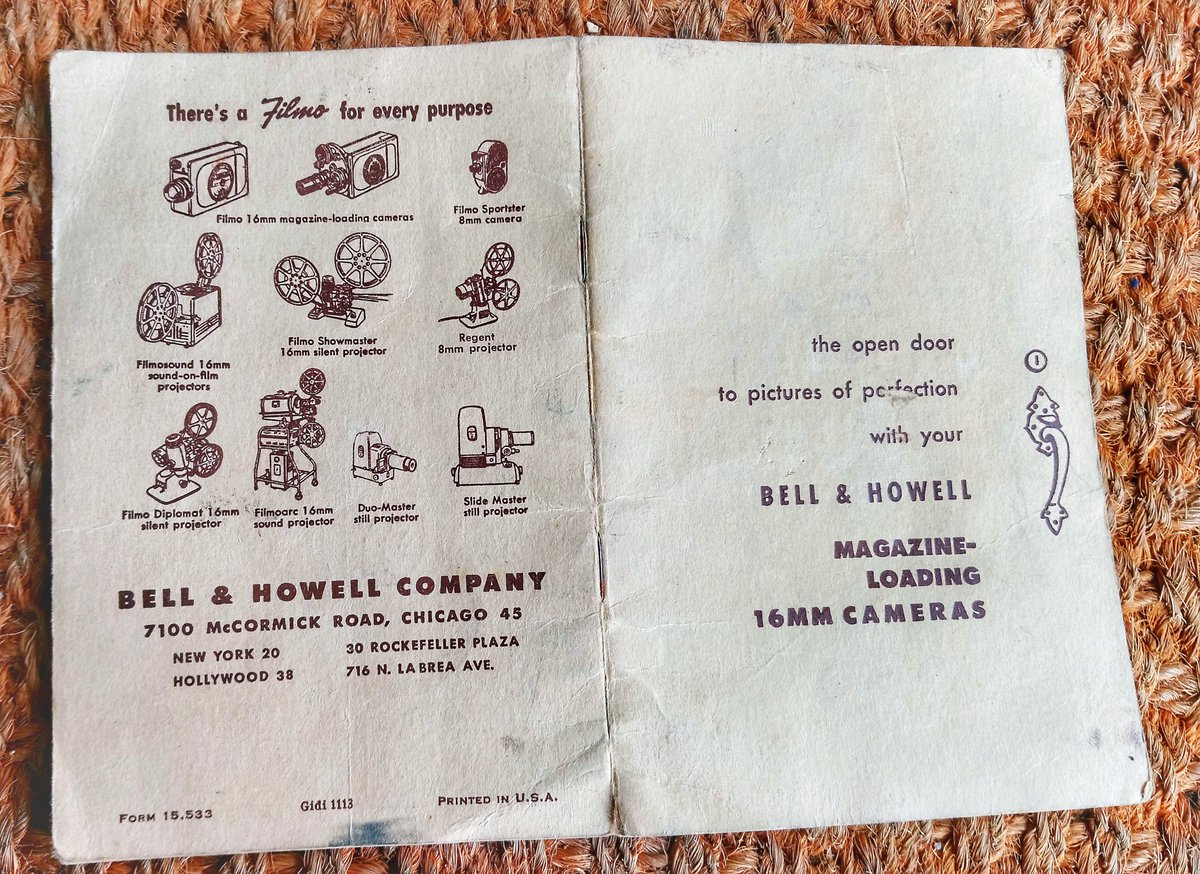 There's a Filmo for every purpose
Filmo 16mm magazine-loading cameras
Filmo Sportster
8mm camera
Filmosound 16mm
sound-on-film
projectors
Filmo Showmaster
16mm silent projector
Regent
8mm projector
Filmo Diplomat 16mm
silent projector
Filmoarc 16mm
sound projector
Duo-Master
still projector
Slide Master
still projector
BELL & HOWELL COMPANY
7100 McCORMICK ROAD, CHICAGO 45
NEW YORK 20 30 ROCKEFELLER PLAZA
HOLLYWOOD 38 716 N. LA BREA AVE.
FORM 15,533 Gidi 1113 PRINTED IN U.S.A.
the open door
to pictures of perfection
with your
BELL & HOWELL
MAGAZINE-
LOADING
16MM CAMERAS